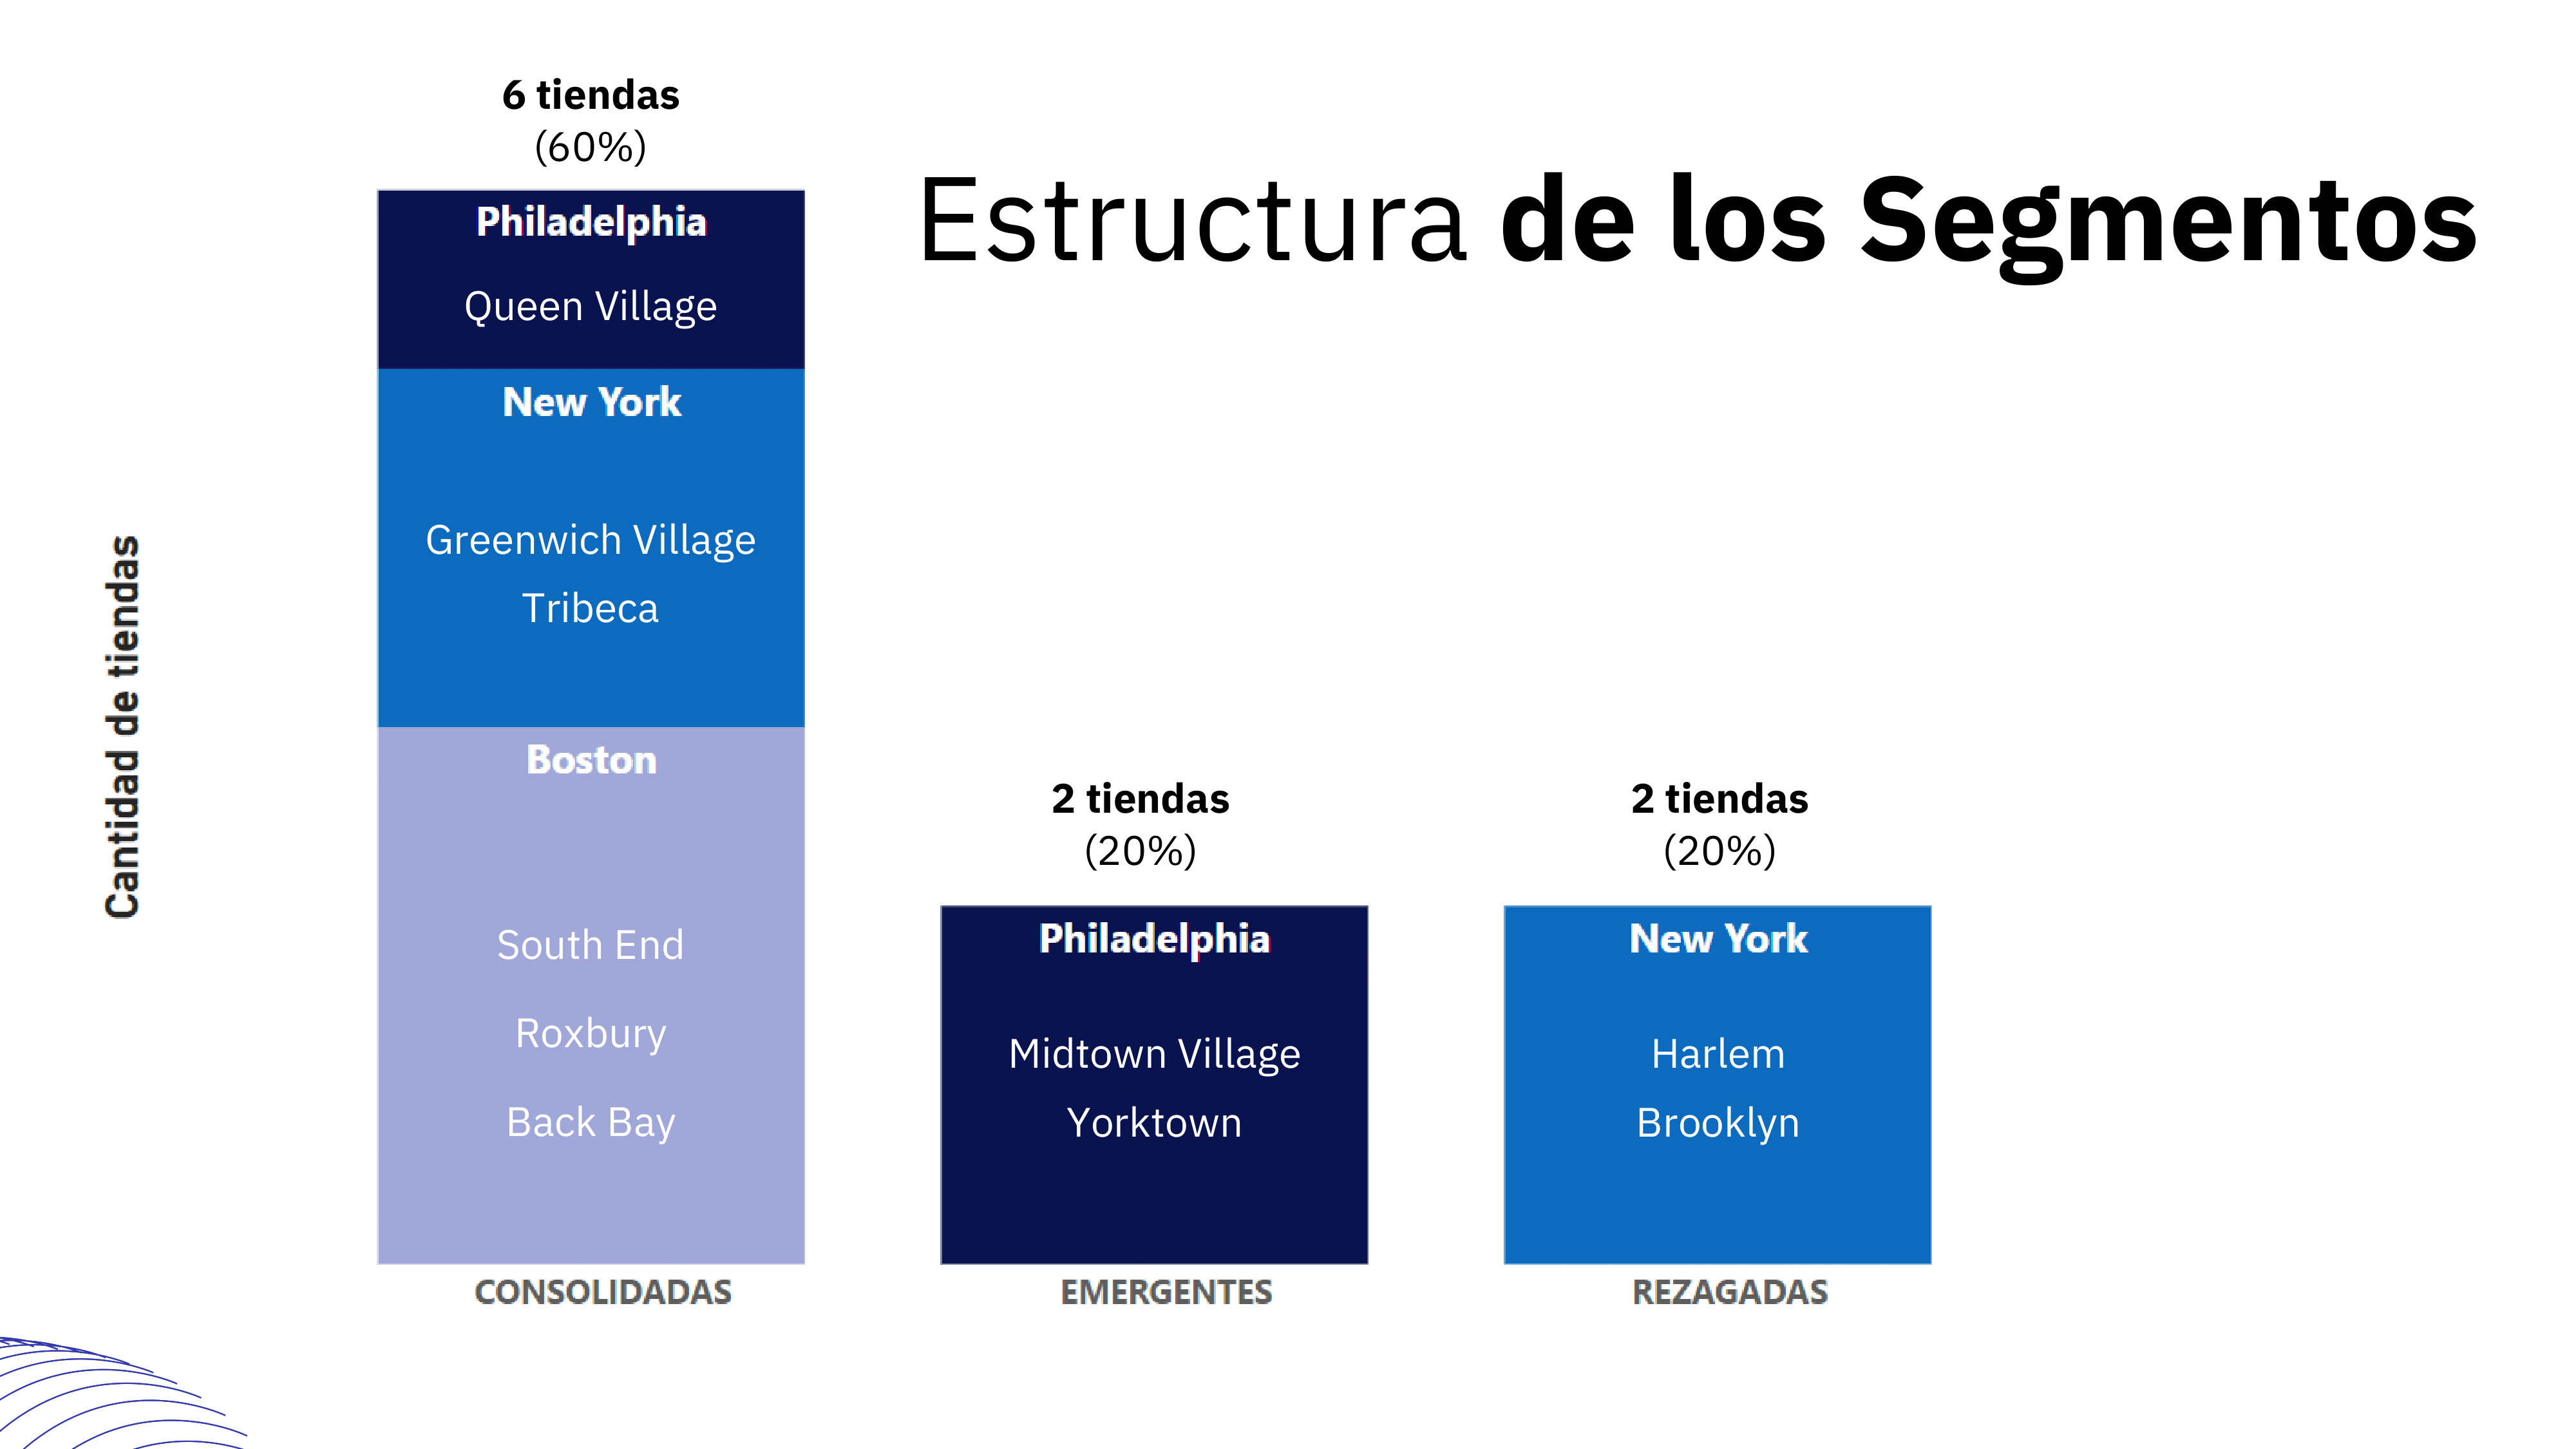 Estructura de los Segmentos
Cantidad de tiendas
6 tiendas
(60%)
Philadelphia
Queen Village
New York
Greenwich Village
Tribeca
Boston
South End
Roxbury
Back Bay
CONSOLIDADAS
2 tiendas
(20%)
Philadelphia
Midtown Village
Yorktown
EMERGENTES
2 tiendas
(20%)
New York
Harlem
Brooklyn
REZAGADAS